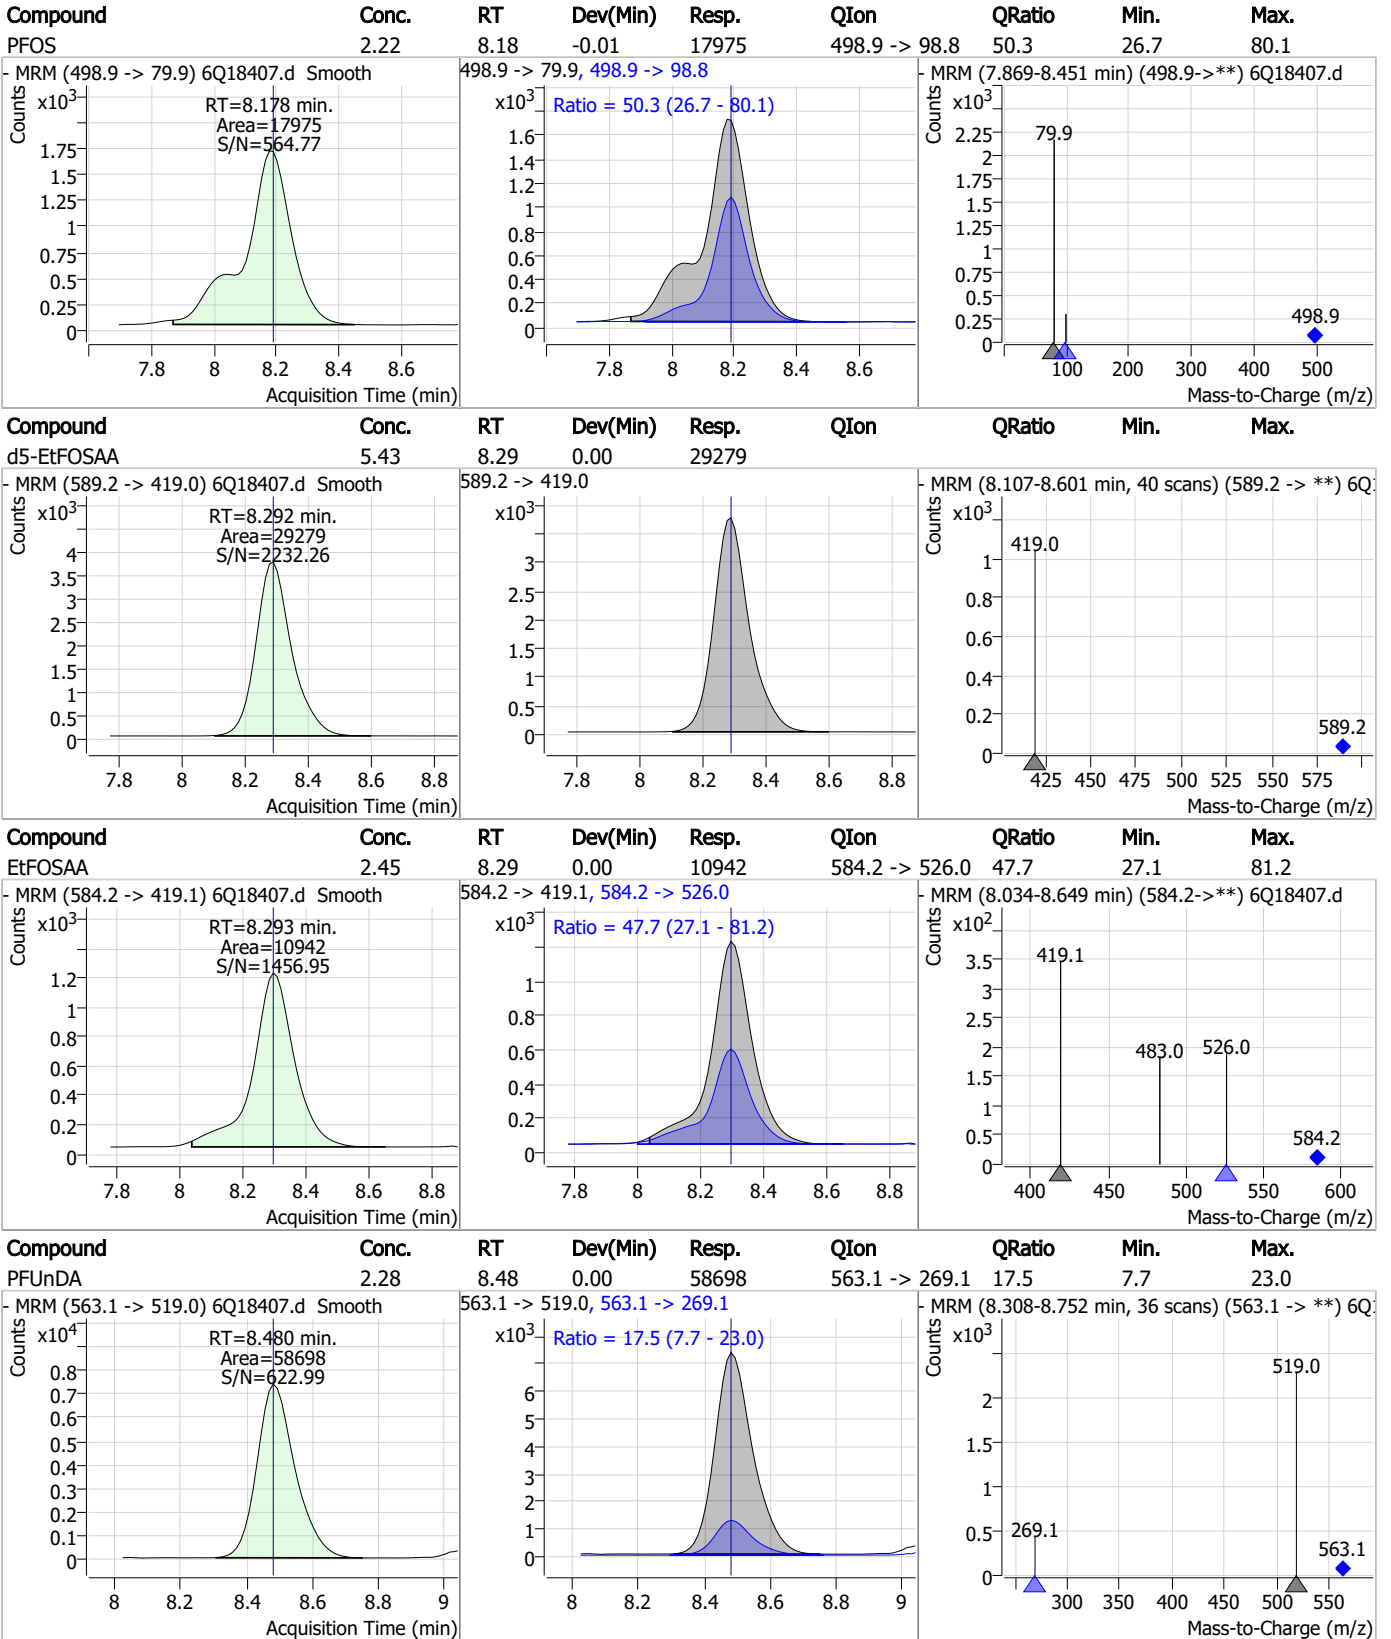 Compound Conc. RT Dev(Min) Resp. QIon QRatio Min. Max.
PFOS 2.22 8.18 -0.01 17975 498.9 -> 98.8 50.3 26.7 80.1
- MRM (498.9 -> 79.9) 6Q18407.d Smooth
Counts
x10³
RT=8.178 min.
Area=17975
S/N=564.77
1.75
1.5
1.25
1
0.75
0.5
0.25
0
7.8 8 8.2 8.4 8.6
Acquisition Time (min)
498.9 -> 79.9, 498.9 -> 98.8
x10³
Ratio = 50.3 (26.7 - 80.1)
1.6
1.4
1.2
1
0.8
0.6
0.4
0.2
0
7.8 8 8.2 8.4 8.6
- MRM (7.869-8.451 min) (498.9->**) 6Q18407.d
Counts
x10³
2.25
2
1.75
1.5
1.25
1
0.75
0.5
0.25
0
79.9
498.9
100 200 300 400 500
Mass-to-Charge (m/z)
Compound Conc. RT Dev(Min) Resp. QIon QRatio Min. Max.
d5-EtFOSAA 5.43 8.29 0.00 29279
- MRM (589.2 -> 419.0) 6Q18407.d Smooth
Counts
x10³
RT=8.292 min.
Area=29279
S/N=2232.26
4
3.5
3
2.5
2
1.5
1
0.5
0
7.8 8 8.2 8.4 8.6 8.8
Acquisition Time (min)
589.2 -> 419.0
x10³
3
2.5
2
1.5
1
0.5
0
7.8 8 8.2 8.4 8.6 8.8
- MRM (8.107-8.601 min, 40 scans) (589.2 -> **) 6Q1
Counts
x10³
1
0.8
0.6
0.4
0.2
0
419.0
589.2
425 450 475 500 525 550 575
Mass-to-Charge (m/z)
Compound Conc. RT Dev(Min) Resp. QIon QRatio Min. Max.
EtFOSAA 2.45 8.29 0.00 10942 584.2 -> 526.0 47.7 27.1 81.2
- MRM (584.2 -> 419.1) 6Q18407.d Smooth
Counts
x10³
RT=8.293 min.
Area=10942
S/N=1456.95
1.2
1
0.8
0.6
0.4
0.2
0
7.8 8 8.2 8.4 8.6 8.8
Acquisition Time (min)
584.2 -> 419.1, 584.2 -> 526.0
x10³
Ratio = 47.7 (27.1 - 81.2)
1
0.8
0.6
0.4
0.2
0
7.8 8 8.2 8.4 8.6 8.8
- MRM (8.034-8.649 min) (584.2->**) 6Q18407.d
Counts
x10²
3.5
3
2.5
2
1.5
1
0.5
0
419.1
483.0
526.0
584.2
400 450 500 550 600
Mass-to-Charge (m/z)
Compound Conc. RT Dev(Min) Resp. QIon QRatio Min. Max.
PFUnDA 2.28 8.48 0.00 58698 563.1 -> 269.1 17.5 7.7 23.0
- MRM (563.1 -> 519.0) 6Q18407.d Smooth
Counts
x10⁴
RT=8.480 min.
Area=58698
S/N=622.99
0.8
0.7
0.6
0.5
0.4
0.3
0.2
0.1
0
8 8.2 8.4 8.6 8.8 9
Acquisition Time (min)
563.1 -> 519.0, 563.1 -> 269.1
x10³
Ratio = 17.5 (7.7 - 23.0)
6
5
4
3
2
1
0
8 8.2 8.4 8.6 8.8 9
- MRM (8.308-8.752 min, 36 scans) (563.1 -> **) 6Q1
Counts
x10³
2
1.5
1
0.5
0
269.1
519.0
563.1
300 350 400 450 500 550
Mass-to-Charge (m/z)